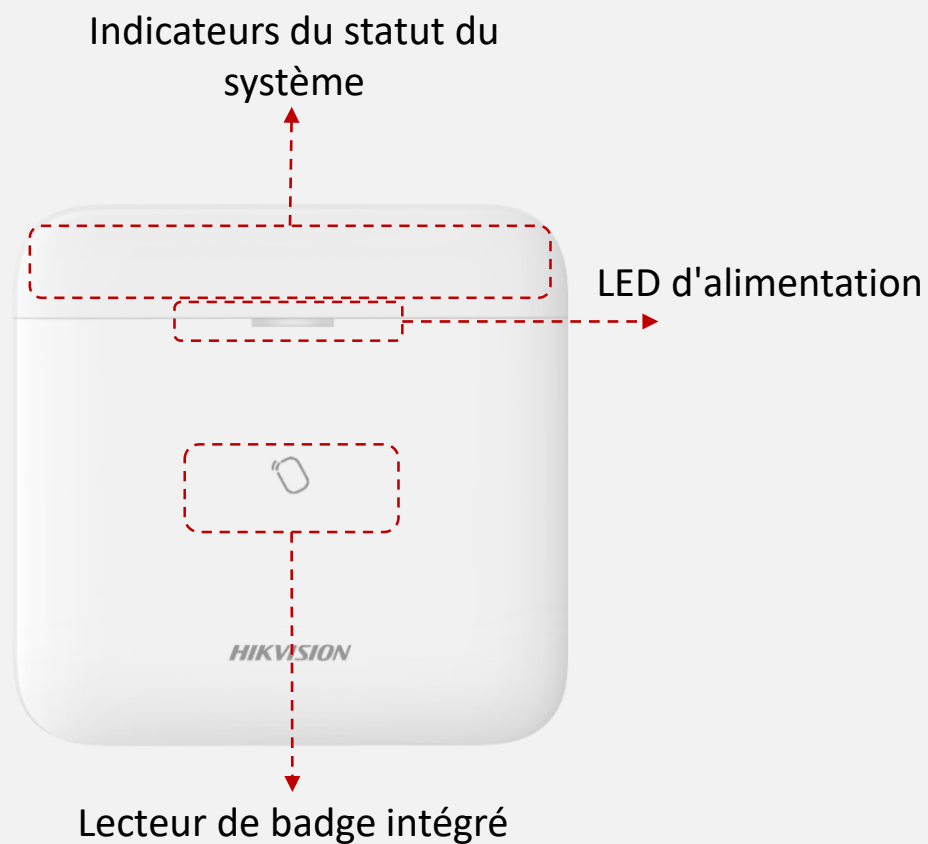 Indicateurs du statut du
système
LED d'alimentation
HIKVISION
Lecteur de badge intégré